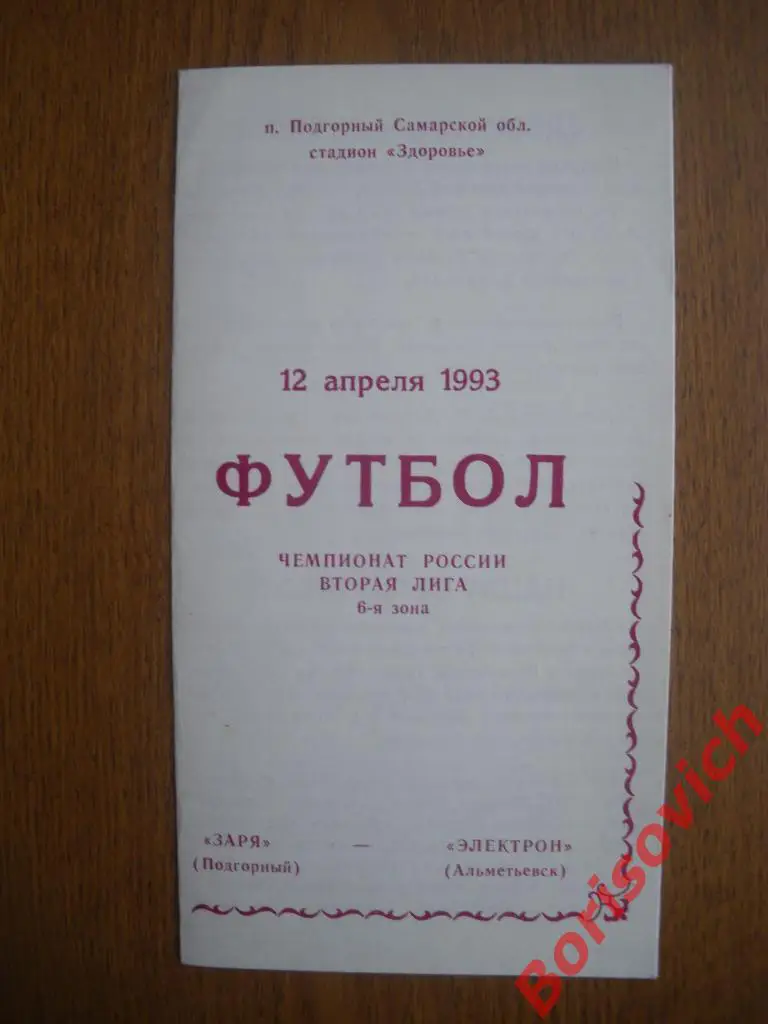 п. Подгорный Самарской обл.
стадион «Здоровье»
12 апреля 1993
ФУТБОЛ
ЧЕМПИОНАТ РОССИИ
ВТОРАЯ ЛИГА
6-я зона
«ЗАРЯ» — «ЭЛЕКТРОН»
(Подгорный) (Альметьевск)
Borisovich